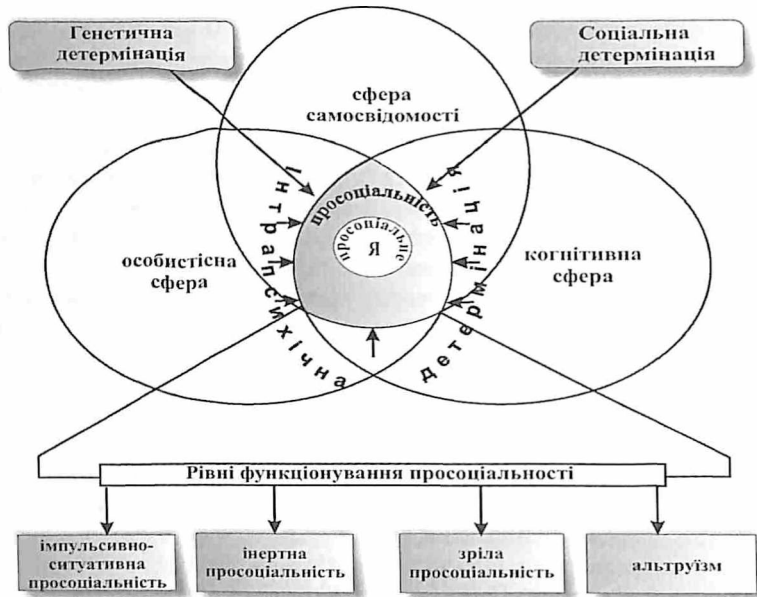 Генетична
детермінація
Соціальна
детермінація
сфера
самосвідомості
Інтрапсихічна
детермінація
просоціальність
просоціальне
Я
особистісна
сфера
когнітивна
сфера
Рівні функціонування просоціальності
імпульсивно-
ситуативна
просоціальність
інертна
просоціальність
зріла
просоціальність
альтруїзм